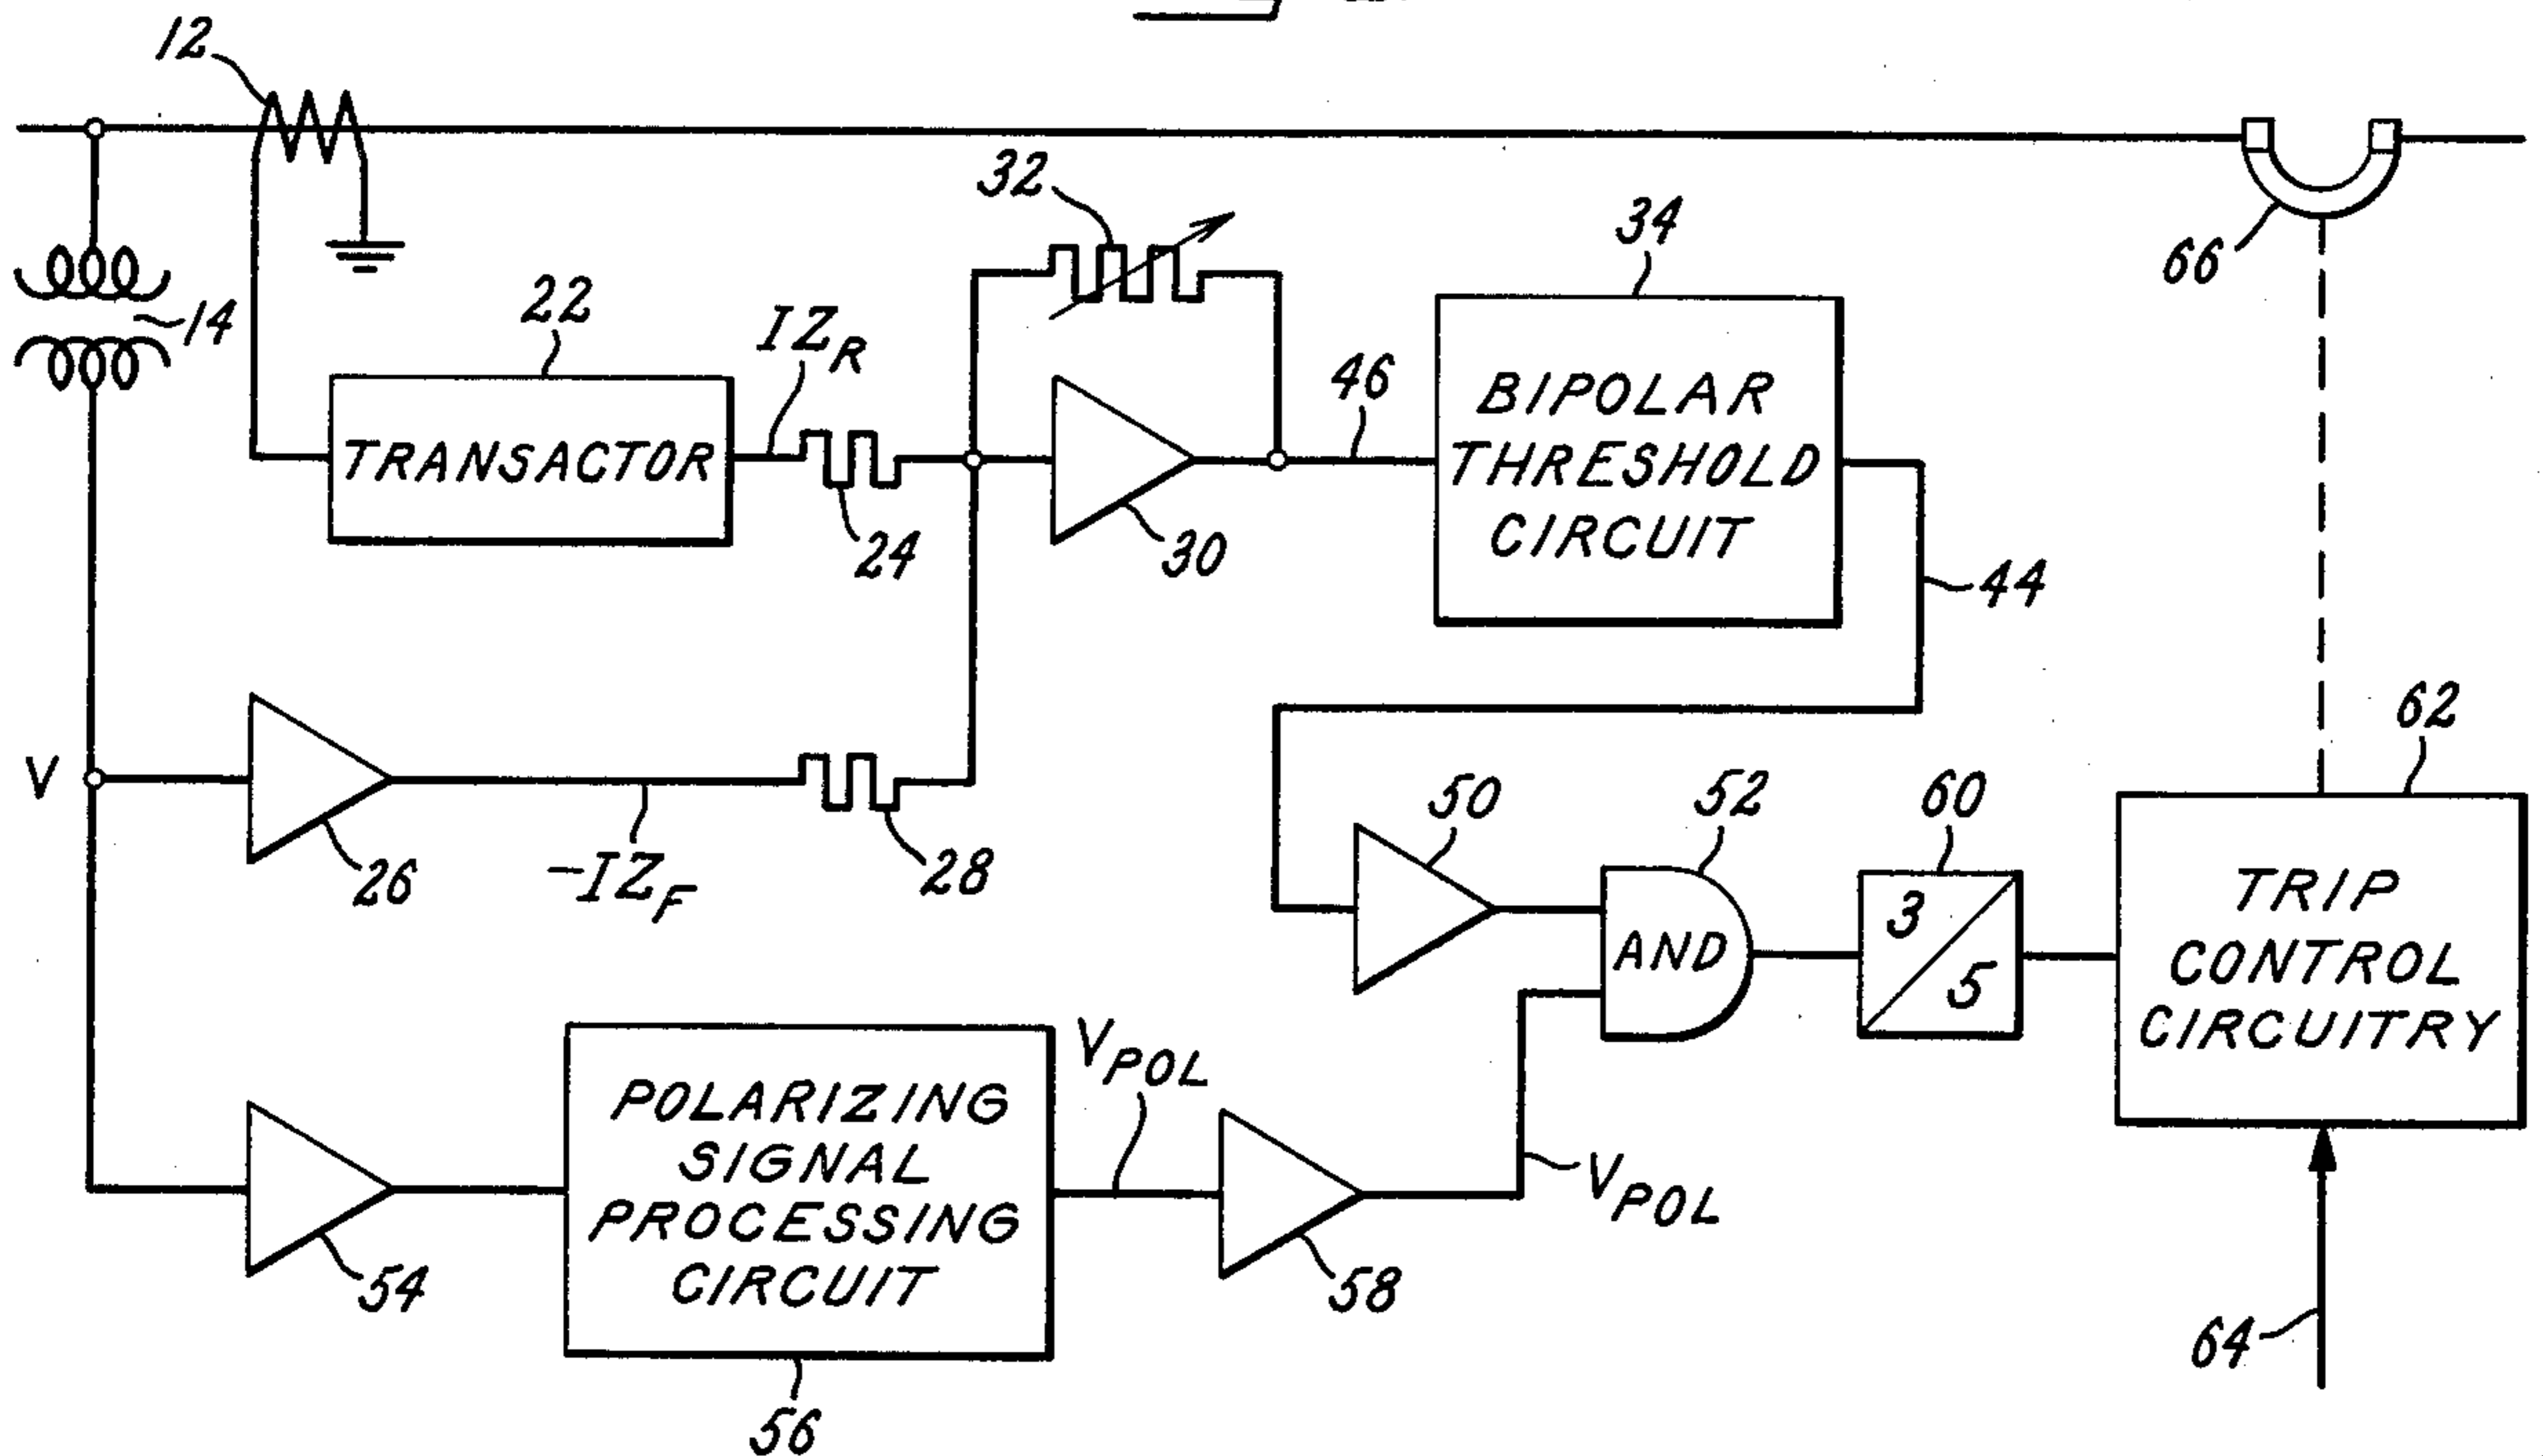 12
32
34
66
14
22
IZR
46
TRANSACTOR
BIPOLAR
THRESHOLD
CIRCUIT
24
30
44
62
V
26
-IZF
28
50
52
60
AND
3
5
TRIP
CONTROL
CIRCUITRY
54
POLARIZING
SIGNAL
PROCESSING
CIRCUIT
VPOL
VPOL
58
64
56